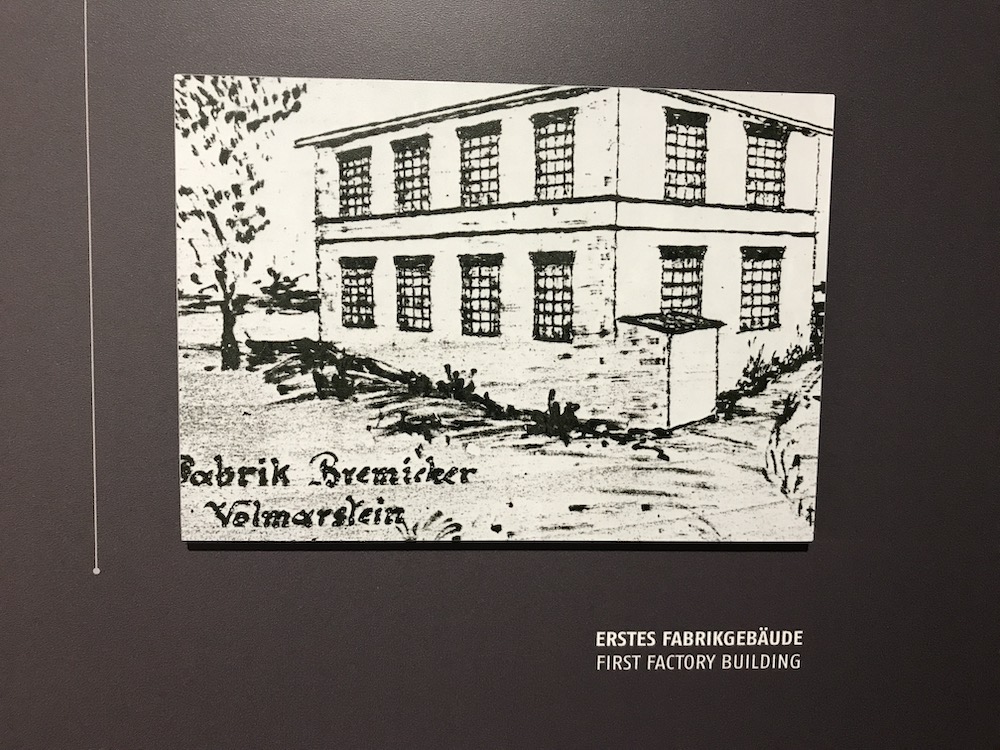 Fabrik Bremicker
Volmarstein
ERSTES FABRIKGEBÄUDE
FIRST FACTORY BUILDING